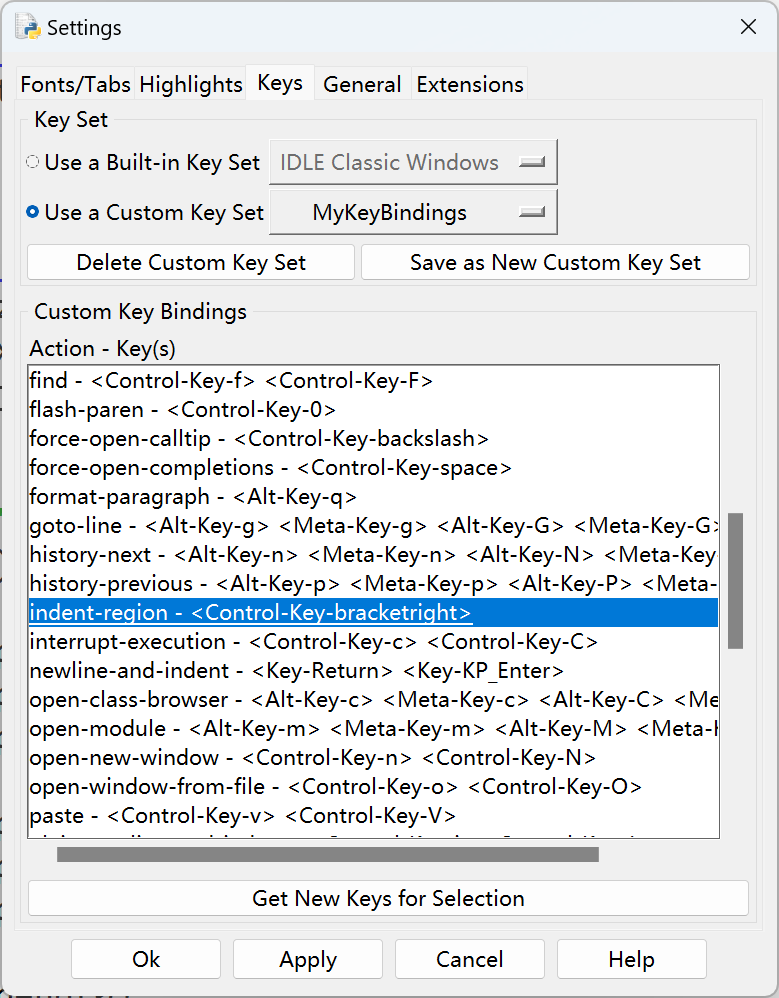 Settings
Fonts/Tabs Highlights Keys General Extensions
Key Set
Use a Built-in Key Set IDLE Classic Windows
Use a Custom Key Set MyKeyBindings
Delete Custom Key Set Save as New Custom Key Set
Custom Key Bindings
Action - Key(s)
find - <Control-Key-f> <Control-Key-F>
flash-paren - <Control-Key-0>
force-open-calltip - <Control-Key-backslash>
force-open-completions - <Control-Key-space>
format-paragraph - <Alt-Key-q>
goto-line - <Alt-Key-g> <Meta-Key-g> <Alt-Key-G> <Meta-Key-G>
history-next - <Alt-Key-n> <Meta-Key-n> <Alt-Key-N> <Meta-Key-
history-previous - <Alt-Key-p> <Meta-Key-p> <Alt-Key-P> <Meta-
indent-region - <Control-Key-bracketright>
interrupt-execution - <Control-Key-c> <Control-Key-C>
newline-and-indent - <Key-Return> <Key-KP_Enter>
open-class-browser - <Alt-Key-c> <Meta-Key-c> <Alt-Key-C> <Me
open-module - <Alt-Key-m> <Meta-Key-m> <Alt-Key-M> <Meta-
open-new-window - <Control-Key-n> <Control-Key-N>
open-window-from-file - <Control-Key-o> <Control-Key-O>
paste - <Control-Key-v> <Control-Key-V>
Get New Keys for Selection
Ok Apply Cancel Help